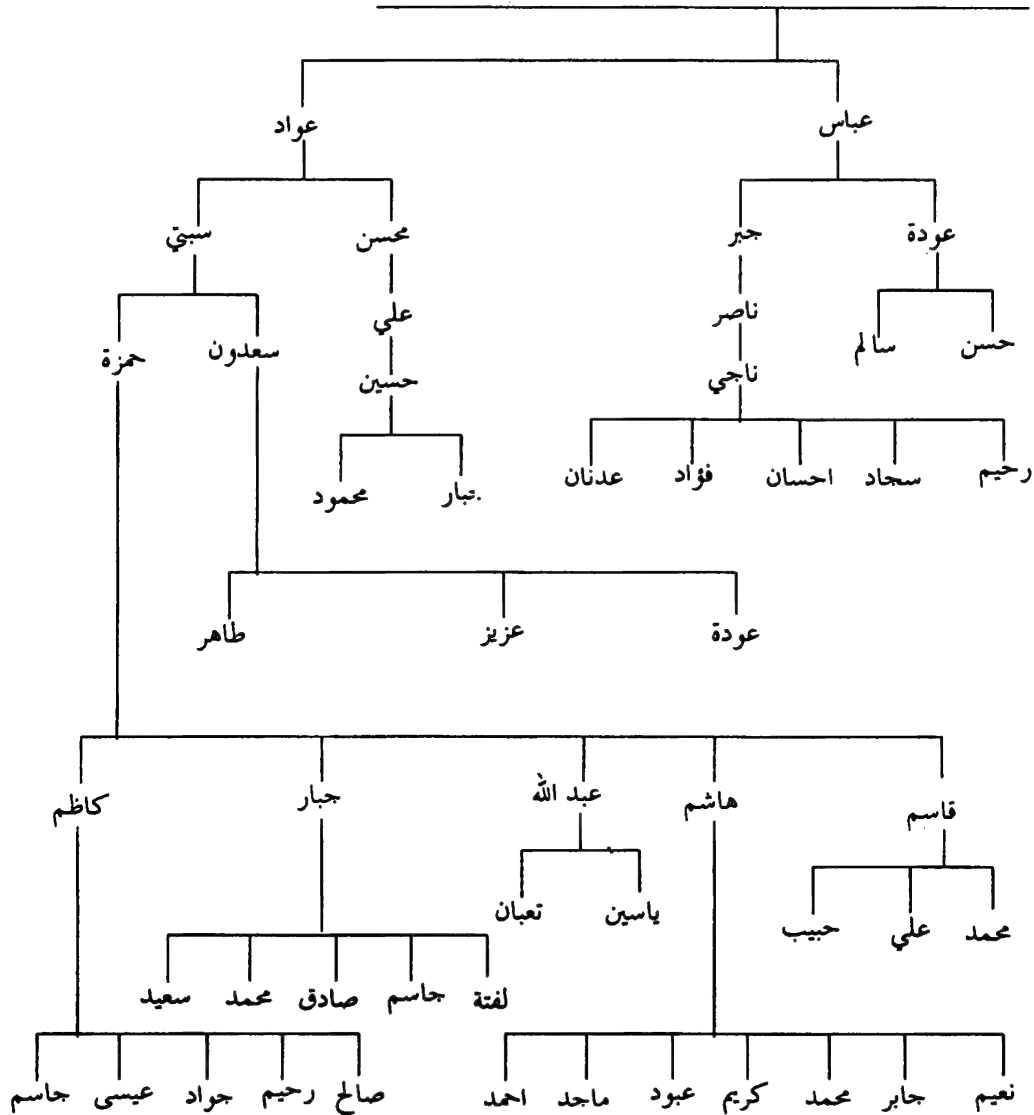 عباس عواد
عودة جبر محسن سبتي
حسن سالم ناصر علي سعدون حمزة
ناجي حسين
رحيم سجاد احسان فؤاد عدنان تبار محمود
عودة عزيز طاهر
قاسم هاشم عبد الله جبار كاظم
محمد علي حبيب ياسين تعبان
لفتة جاسم صادق محمد سعيد
نعيم جابر محمد كريم عبود ماجد احمد صالح رحيم جواد عيسى جاسم